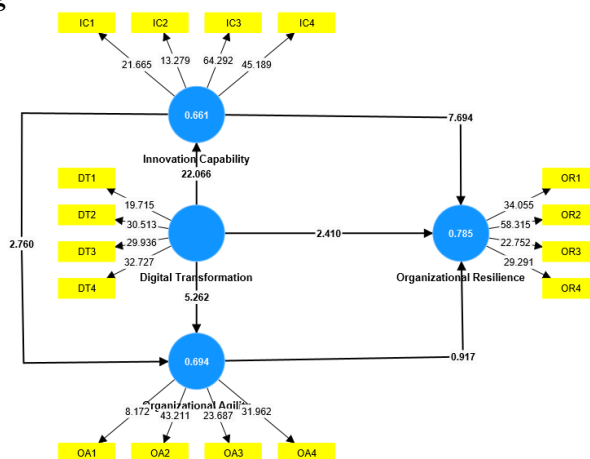 s
IC1 IC2 IC3 IC4
21.665 13.279 64.292 45.189
0.661
7.694
Innovation Capability
22.066
DT1
DT2
DT3
DT4
19.715
30.513
29.936
32.727
2.410
Digital Transformation
5.262
2.760
0.785
Organizational Resilience
34.055
58.315
22.752
29.291
OR1
OR2
OR3
OR4
0.694
0.917
Organizational Agility
8.172 43.211 23.687 31.962
OA1 OA2 OA3 OA4